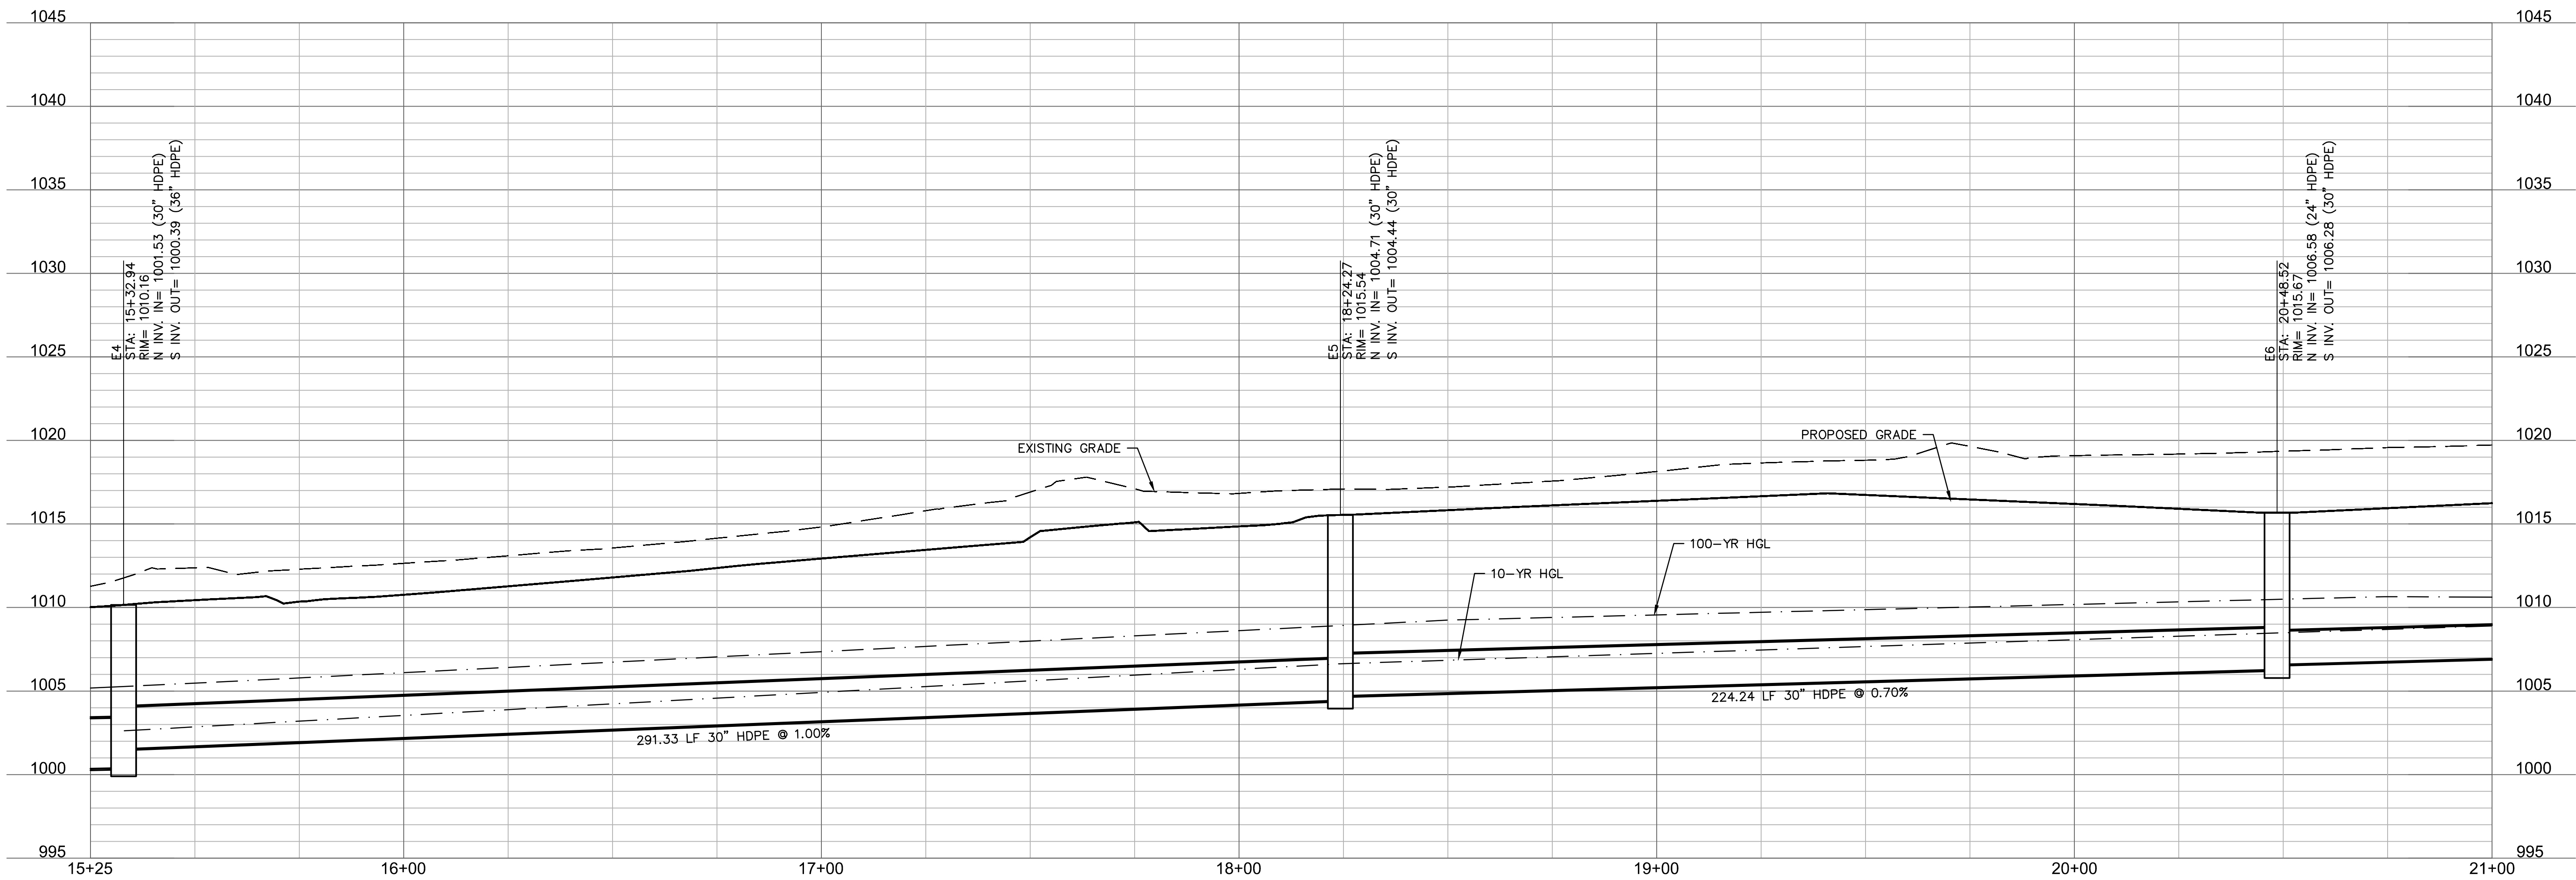 1045
1045
1040
1040
1035
1035
1030
1030
1025
1025
1020
1020
1015
1015
1010
1010
1005
1005
1000
1000
995
995
E4
STA: 15+32.94
RIM= 1010.16
N INV. IN= 1001.53 (30" HDPE)
S INV. OUT= 1000.39 (36" HDPE)
E5
STA: 18+24.27
RIM= 1015.54
N INV. IN= 1004.71 (30" HDPE)
S INV. OUT= 1004.44 (30" HDPE)
E6
STA: 20+48.52
RIM= 1015.67
N INV. IN= 1006.58 (24" HDPE)
S INV. OUT= 1006.28 (30" HDPE)
EXISTING GRADE
PROPOSED GRADE
100-YR HGL
10-YR HGL
291.33 LF 30" HDPE @ 1.00%
224.24 LF 30" HDPE @ 0.70%
15+25
16+00
17+00
18+00
19+00
20+00
21+00